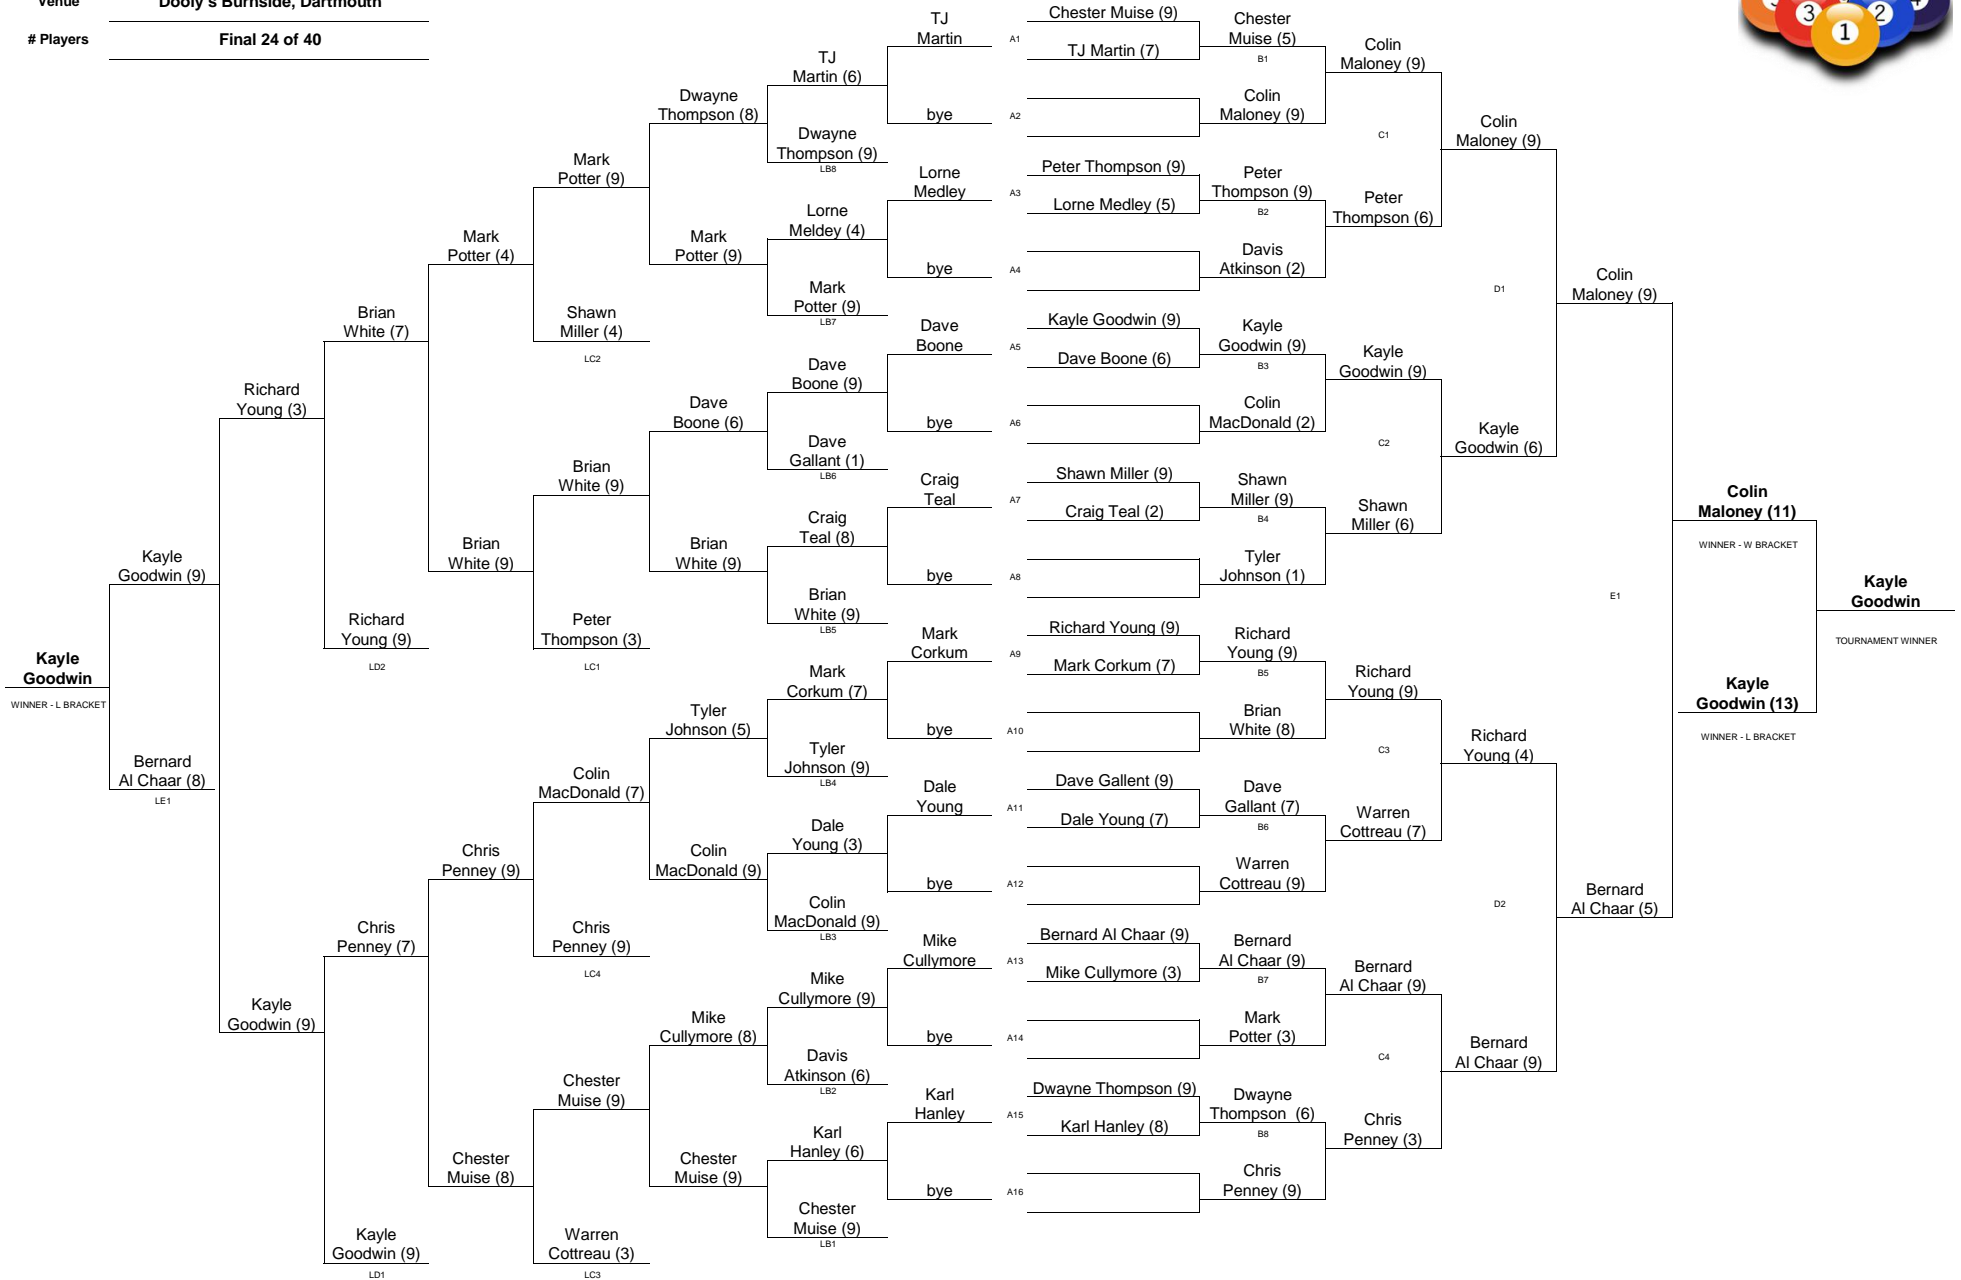 Venue
Dooly's Burnside, Dartmouth
# Players
Final 24 of 40
3
1
2
Kayle
Goodwin
WINNER - L BRACKET
Kayle
Goodwin (9)
Bernard
Al Chaar (8)
LE1
Richard
Young (3)
Kayle
Goodwin (9)
Brian
White (7)
Richard
Young (9)
LD2
Chris
Penney (7)
Kayle
Goodwin (9)
LD1
Mark
Potter (4)
Brian
White (9)
Chris
Penney (9)
Chester
Muise (8)
Mark
Potter (9)
Shawn
Miller (4)
LC2
Brian
White (9)
Peter
Thompson (3)
LC1
Colin
MacDonald (7)
Chris
Penney (9)
LC4
Chester
Muise (9)
Warren
Cottreau (3)
LC3
Dwayne
Thompson (8)
Mark
Potter (9)
Dave
Boone (6)
Brian
White (9)
Tyler
Johnson (5)
Colin
MacDonald (9)
Mike
Cullymore (8)
Chester
Muise (9)
TJ
Martin (6)
Dwayne
Thompson (9)
LB8
Lorne
Meldey (4)
Mark
Potter (9)
LB7
Dave
Boone (9)
Dave
Gallant (1)
LB6
Craig
Teal (8)
Brian
White (9)
LB5
Mark
Corkum (7)
Tyler
Johnson (9)
LB4
Dale
Young (3)
Colin
MacDonald (9)
LB3
Mike
Cullymore (9)
Davis
Atkinson (6)
LB2
Karl
Hanley (6)
Chester
Muise (9)
LB1
TJ
Martin
bye
Lorne
Medley
bye
Dave
Boone
bye
Craig
Teal
bye
Mark
Corkum
bye
Dale
Young
bye
Mike
Cullymore
bye
Karl
Hanley
bye
A1
A2
A3
A4
A5
A6
A7
A8
A9
A10
A11
A12
A13
A14
A15
A16
Chester Muise (9)
TJ Martin (7)
Peter Thompson (9)
Lorne Medley (5)
Kayle Goodwin (9)
Dave Boone (6)
Shawn Miller (9)
Craig Teal (2)
Richard Young (9)
Mark Corkum (7)
Dave Gallent (9)
Dale Young (7)
Bernard Al Chaar (9)
Mike Cullymore (3)
Dwayne Thompson (9)
Karl Hanley (8)
Chester
Muise (5)
B1
Colin
Maloney (9)
Peter
Thompson (9)
B2
Davis
Atkinson (2)
Kayle
Goodwin (9)
B3
Colin
MacDonald (2)
Shawn
Miller (9)
B4
Tyler
Johnson (1)
Richard
Young (9)
B5
Brian
White (8)
Dave
Gallant (7)
B6
Warren
Cottreau (9)
Bernard
Al Chaar (9)
B7
Mark
Potter (3)
Dwayne
Thompson (6)
B8
Chris
Penney (9)
Colin
Maloney (9)
C1
Peter
Thompson (6)
Kayle
Goodwin (9)
C2
Shawn
Miller (6)
Richard
Young (9)
C3
Warren
Cottreau (7)
Bernard
Al Chaar (9)
C4
Chris
Penney (3)
Colin
Maloney (9)
D1
Kayle
Goodwin (6)
Richard
Young (4)
D2
Bernard
Al Chaar (9)
Colin
Maloney (9)
E1
Bernard
Al Chaar (5)
Colin
Maloney (11)
WINNER - W BRACKET
Kayle
Goodwin (13)
WINNER - L BRACKET
Kayle
Goodwin
TOURNAMENT WINNER